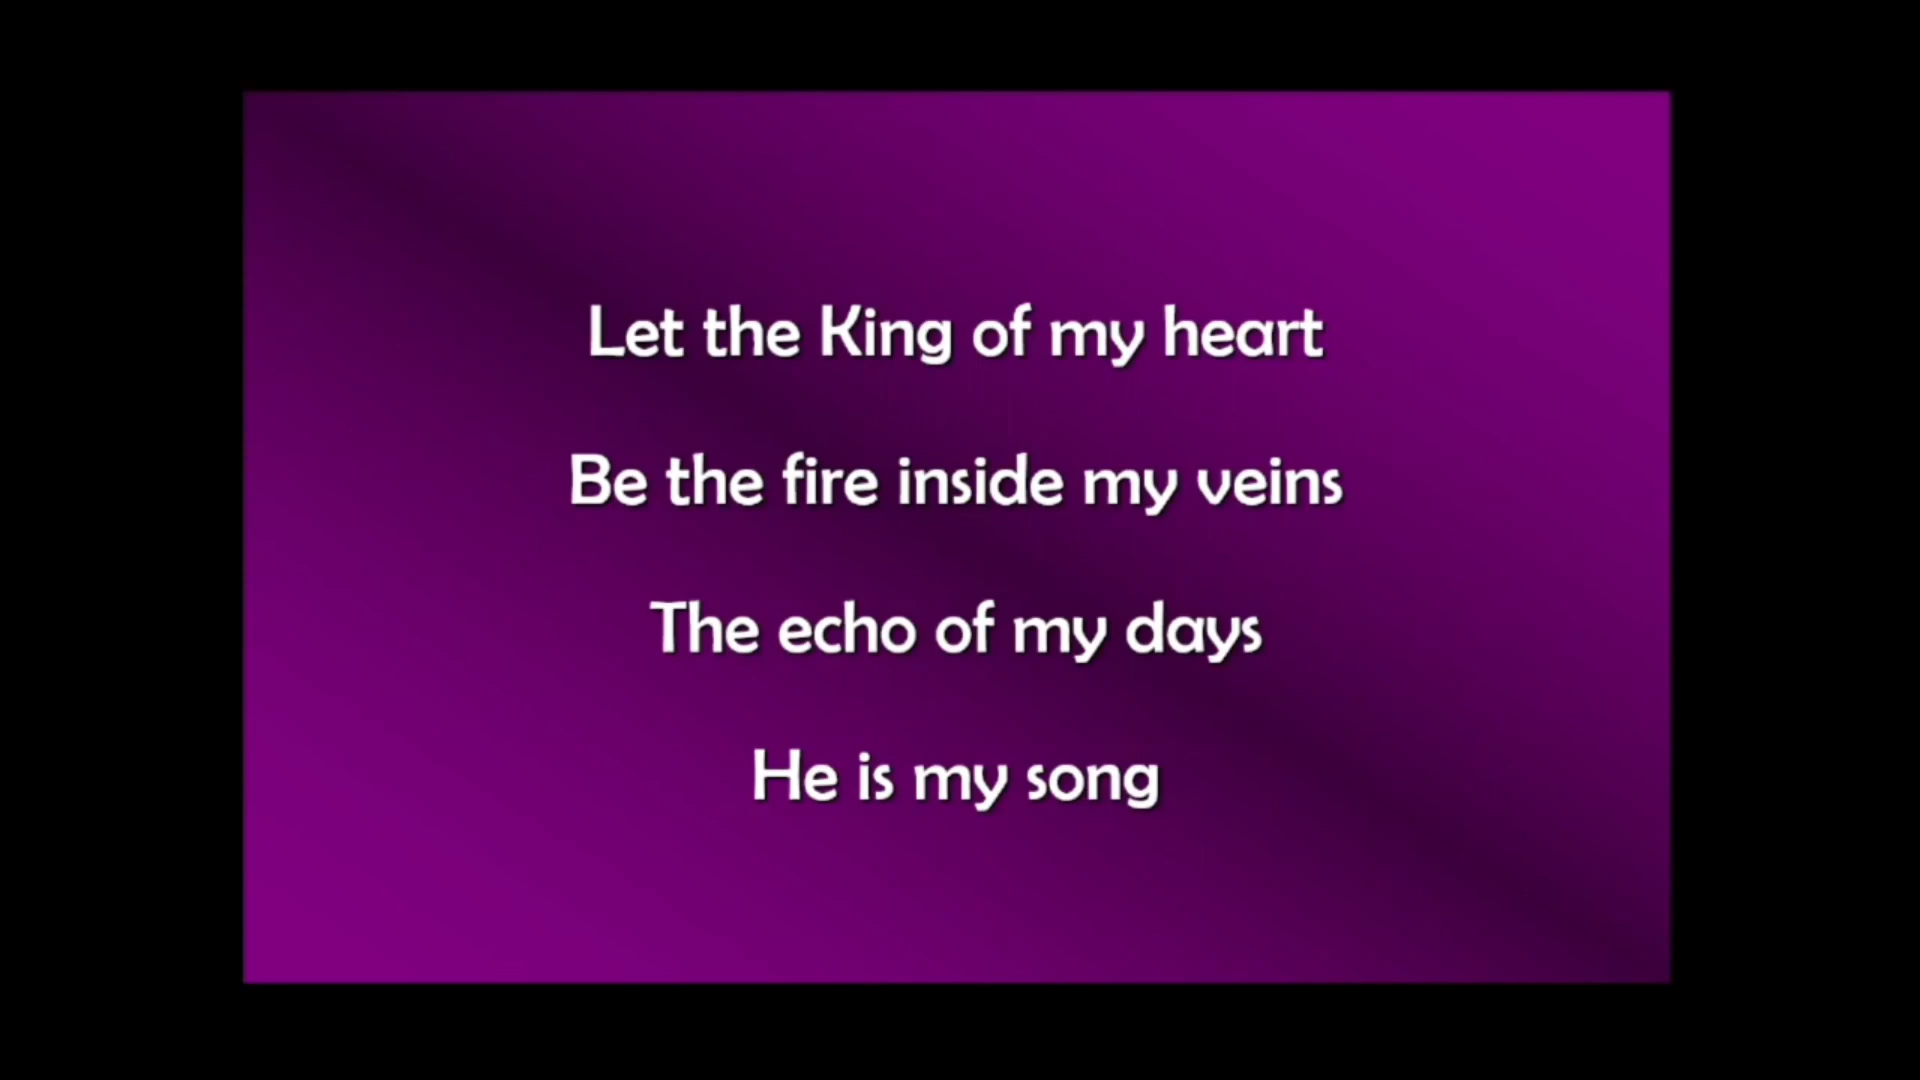 Let the King of my heart
Be the fire inside my veins
The echo of my days
He is my song